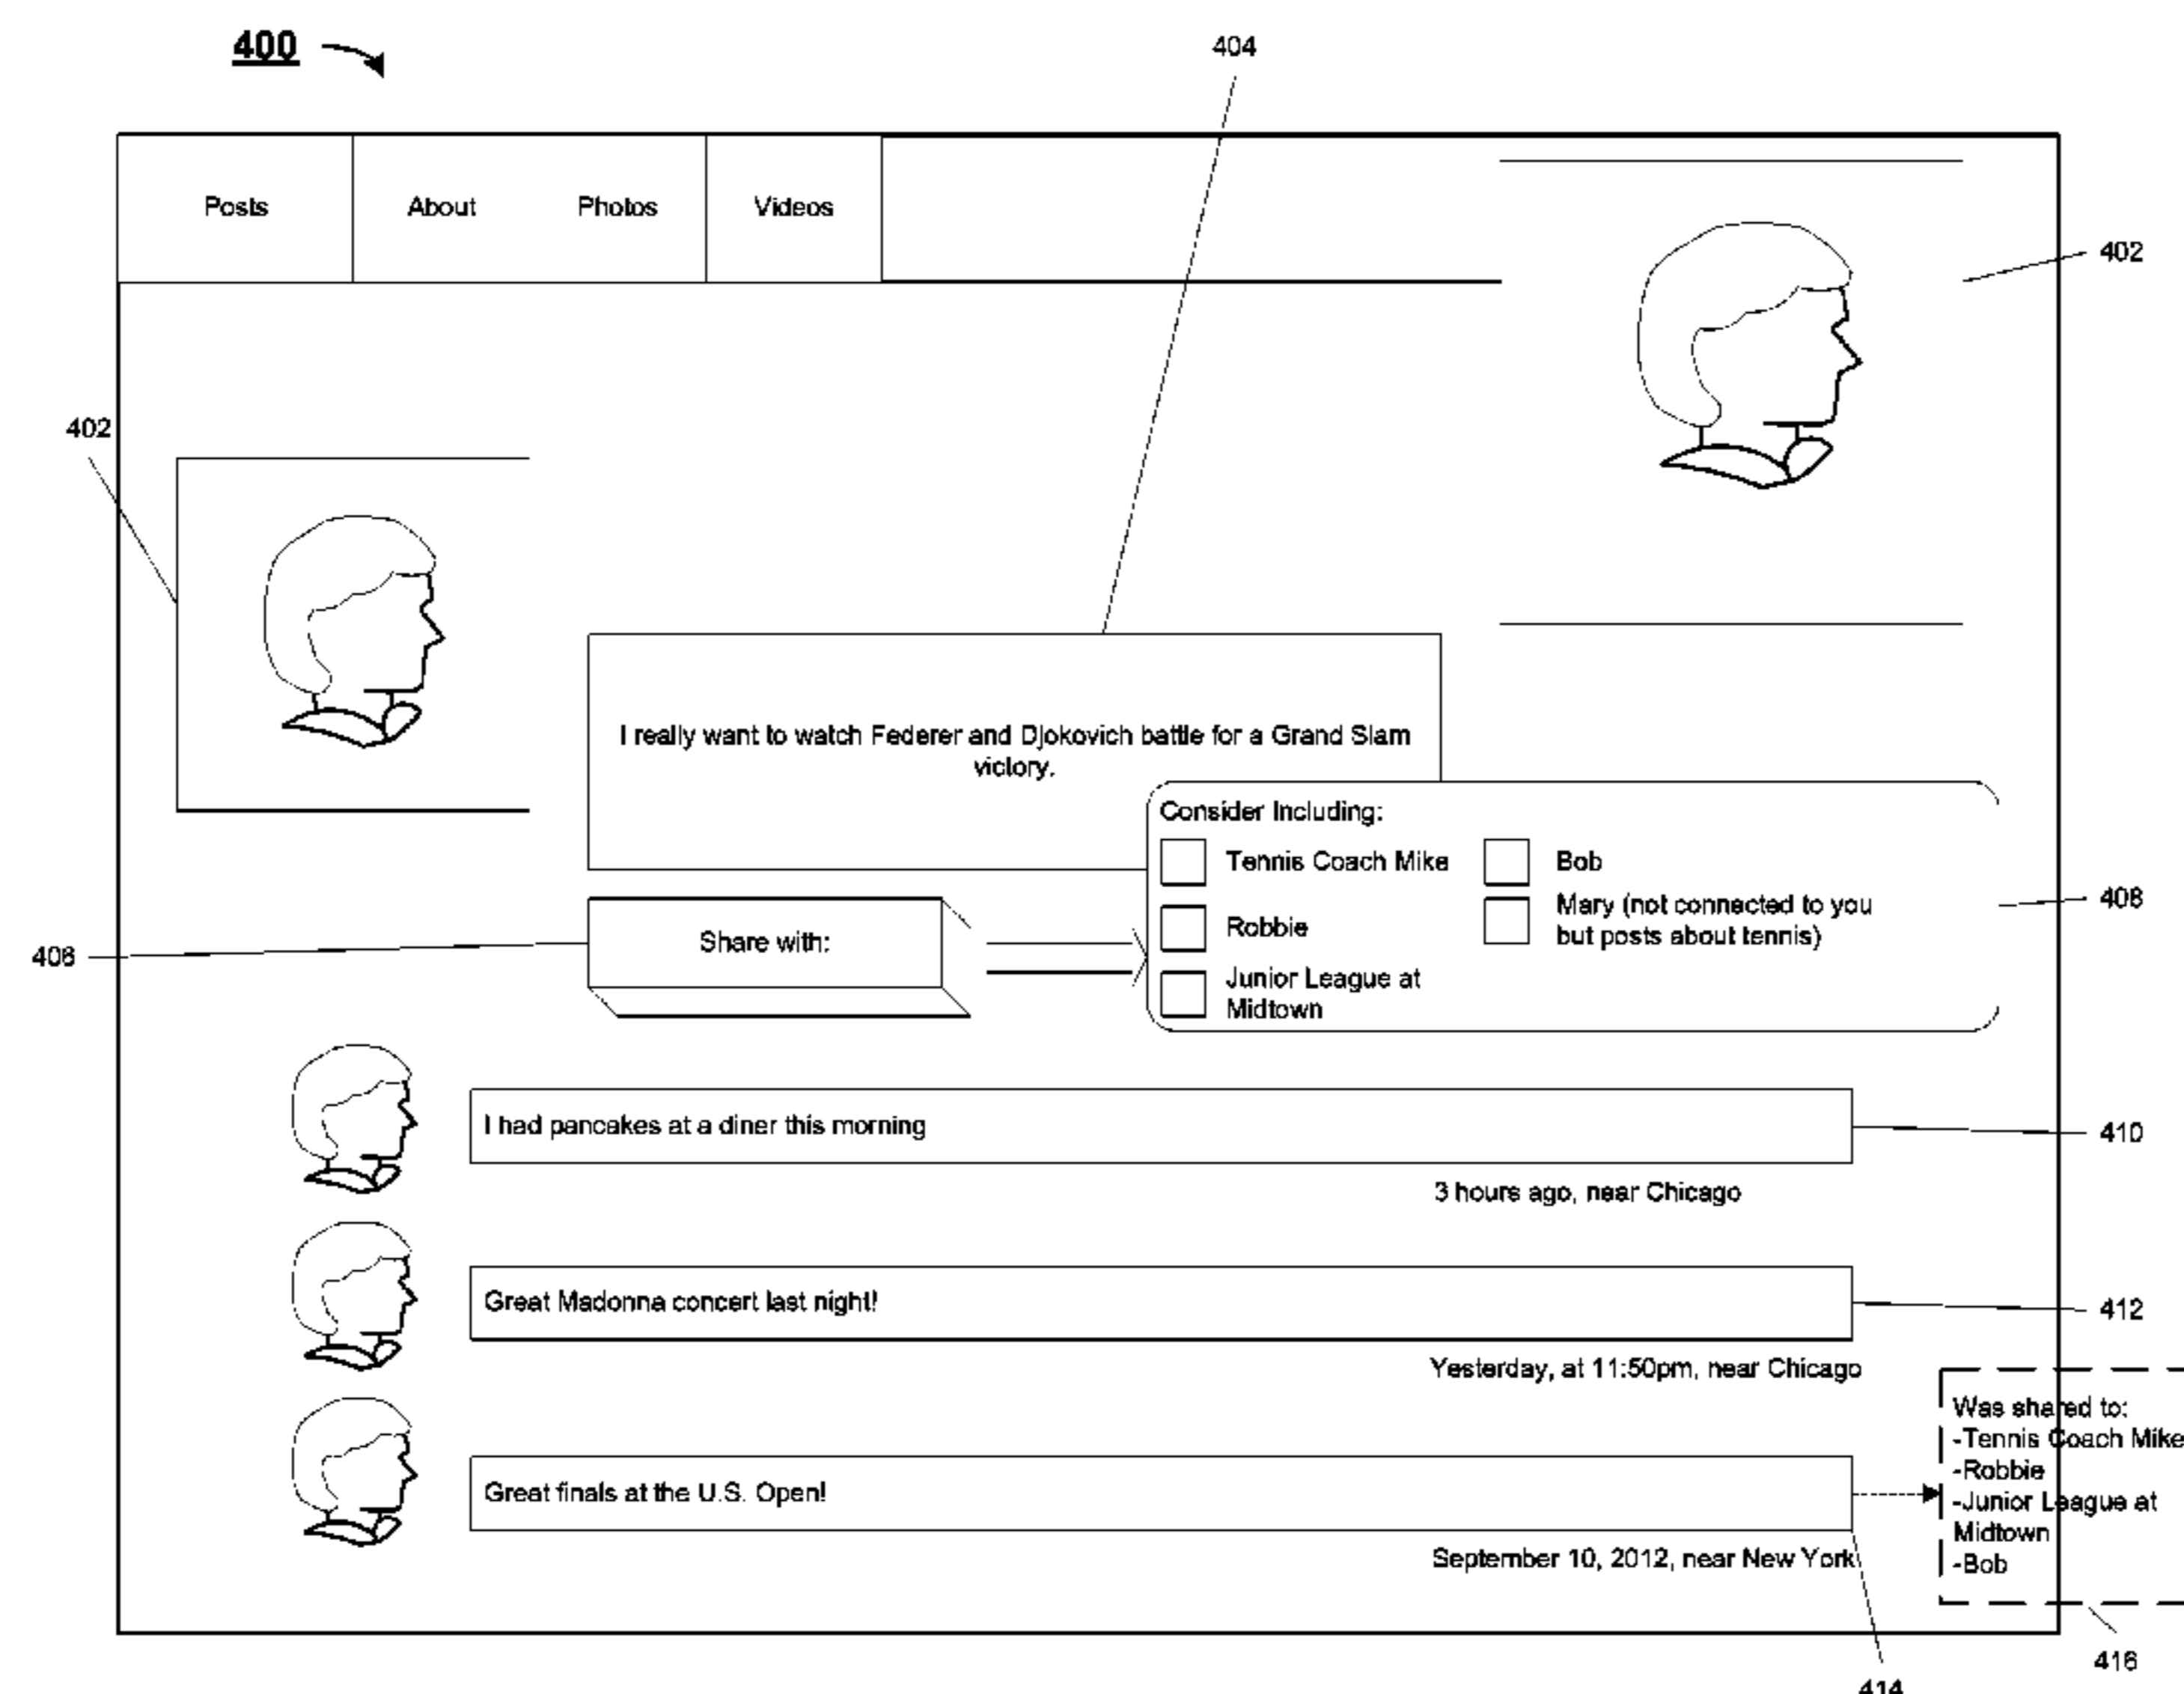 400
404
Posts About Photos Videos
402
402
I really want to watch Federer and Djokovich battle for a Grand Slam
victory.
Consider Including:
Tennis Coach Mike
Bob
Robbie
Mary (not connected to you
but posts about tennis)
Junior League at
Midtown
408
Share with:
406
I had pancakes at a diner this morning
410
3 hours ago, near Chicago
Great Madonna concert last night!
412
Yesterday, at 11:50pm, near Chicago
Was shared to:
-Tennis Coach Mike
-Robbie
-Junior League at
Midtown
-Bob
Great finals at the U.S. Open!
September 10, 2012, near New York
416
414